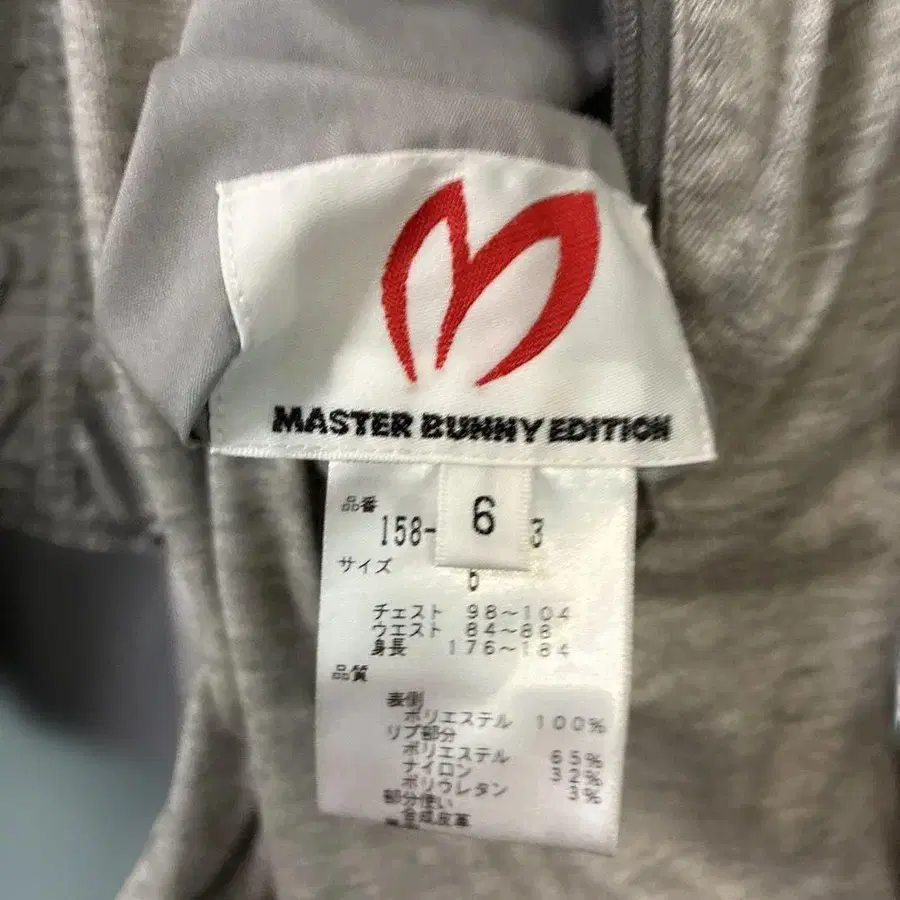 MASTER BUNNY EDITION
6
品番
158- 3
サイズ
6
チェスト 98~104
ウエスト 84~88
身長 176~184
品質
表側
ポリエステル 100%
リブ部分
ポリエステル 65%
ナイロン 32%
ポリウレタン 3%
部分使い
合成皮革